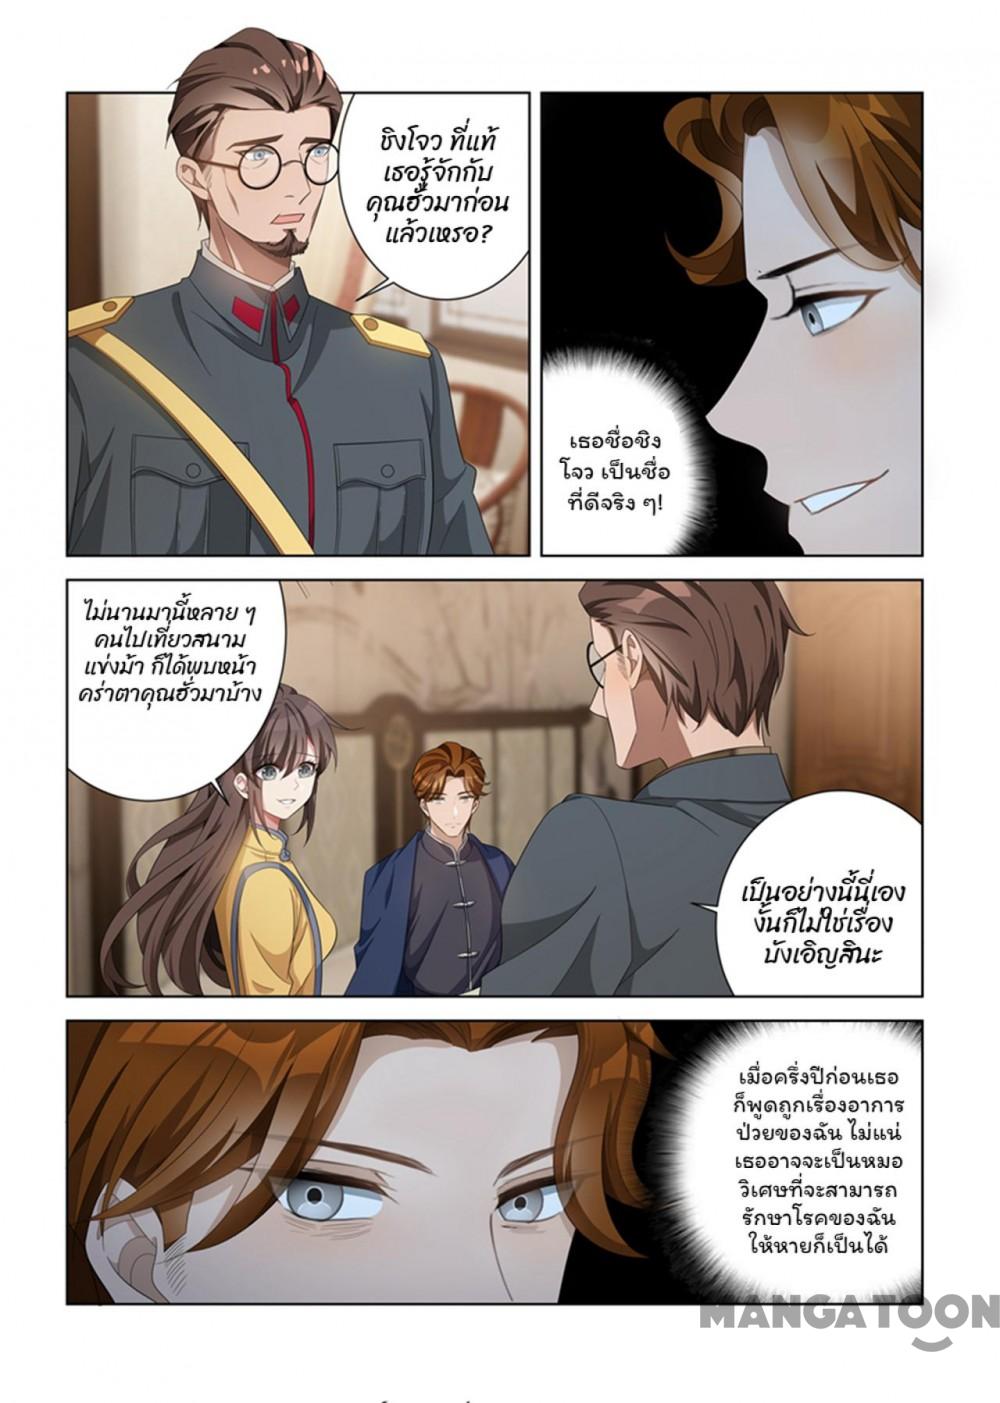 ชิงโจว ที่แท้
เธอรู้จักกับ
คุณฮั่วมาก่อน
แล้วเหรอ?
เธอชื่อชิง
โจว เป็นชื่อ
ที่ดีจริง ๆ!
ไม่นานมานี้หลาย ๆ
คนไปเที่ยวสนาม
แข่งม้า ก็ได้พบหน้า
คร่าตาคุณฮั่วมาบ้าง
เป็นอย่างนี้นี่เอง
งั้นก็ไม่ใช่เรื่อง
บังเอิญสินะ
เมื่อครึ่งปีก่อนเธอ
ก็พูดถูกเรื่องอาการ
ป่วยของฉัน ไม่แน่
เธออาจจะเป็นหมอ
วิเศษที่จะสามารถ
รักษาโรคของฉัน
ให้หายก็เป็นได้
MANGATOON